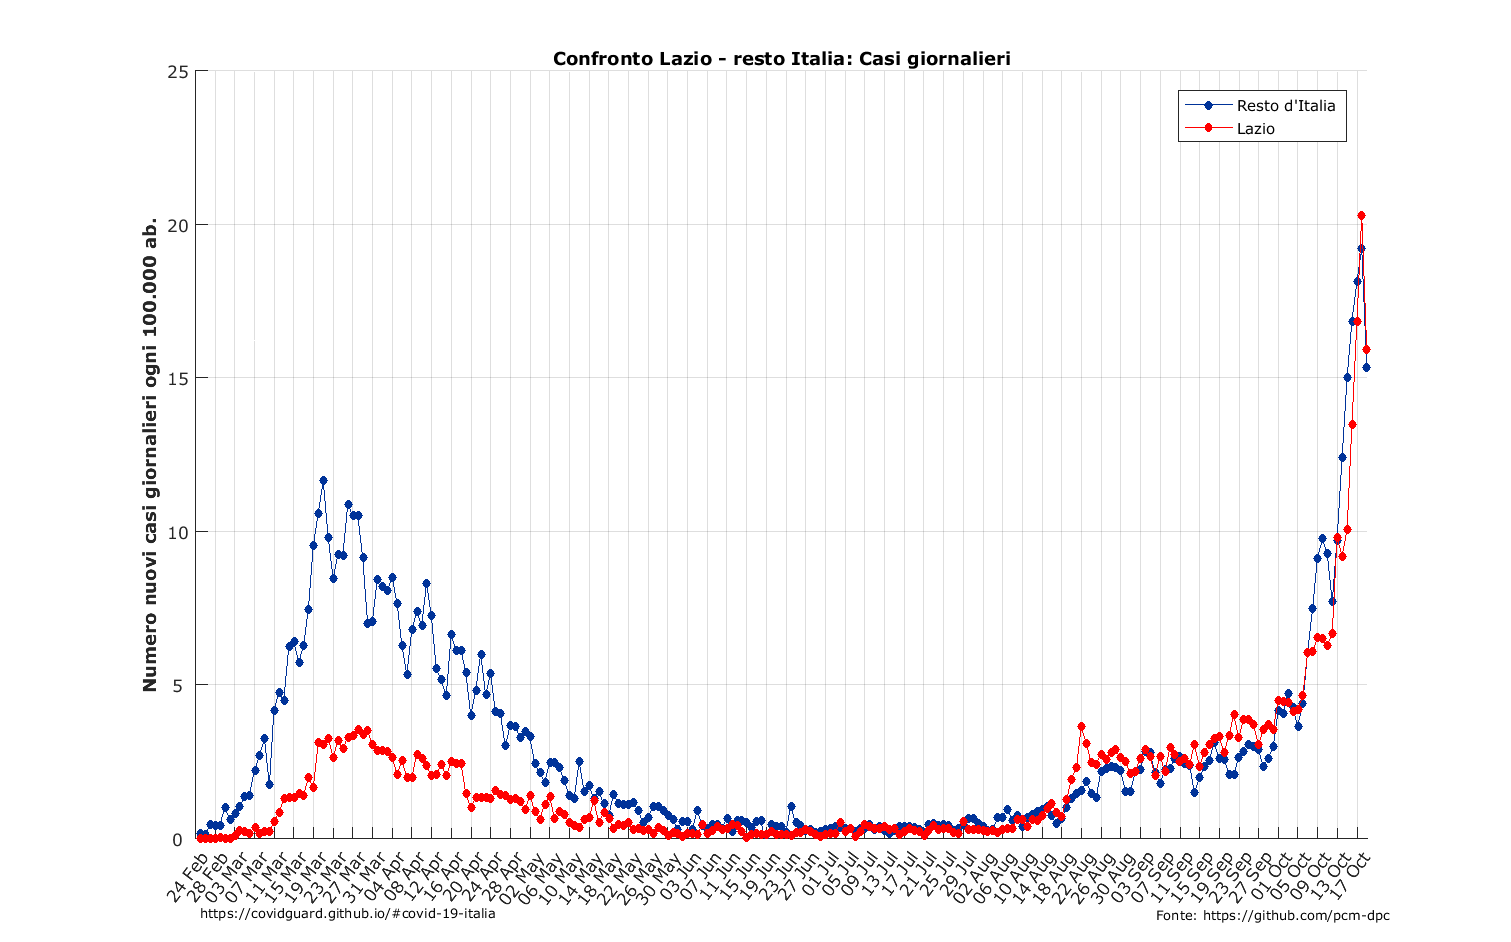 Confronto Lazio - resto Italia: Casi giornalieri
25
20
15
10
5
0
Numero nuovi casi giornalieri ogni 100.000 ab.
Resto d'Italia
Lazio
24 Feb
28 Feb
03 Mar
07 Mar
11 Mar
15 Mar
19 Mar
23 Mar
27 Mar
31 Mar
04 Apr
08 Apr
12 Apr
16 Apr
20 Apr
24 Apr
28 Apr
02 May
06 May
10 May
14 May
18 May
22 May
26 May
30 May
03 Jun
07 Jun
11 Jun
15 Jun
19 Jun
23 Jun
27 Jun
01 Jul
05 Jul
09 Jul
13 Jul
17 Jul
21 Jul
25 Jul
29 Jul
02 Aug
06 Aug
10 Aug
14 Aug
18 Aug
22 Aug
26 Aug
30 Aug
03 Sep
07 Sep
11 Sep
15 Sep
19 Sep
23 Sep
27 Sep
01 Oct
05 Oct
09 Oct
13 Oct
17 Oct
https://covidguard.github.io/#covid-19-italia
Fonte: https://github.com/pcm-dpc